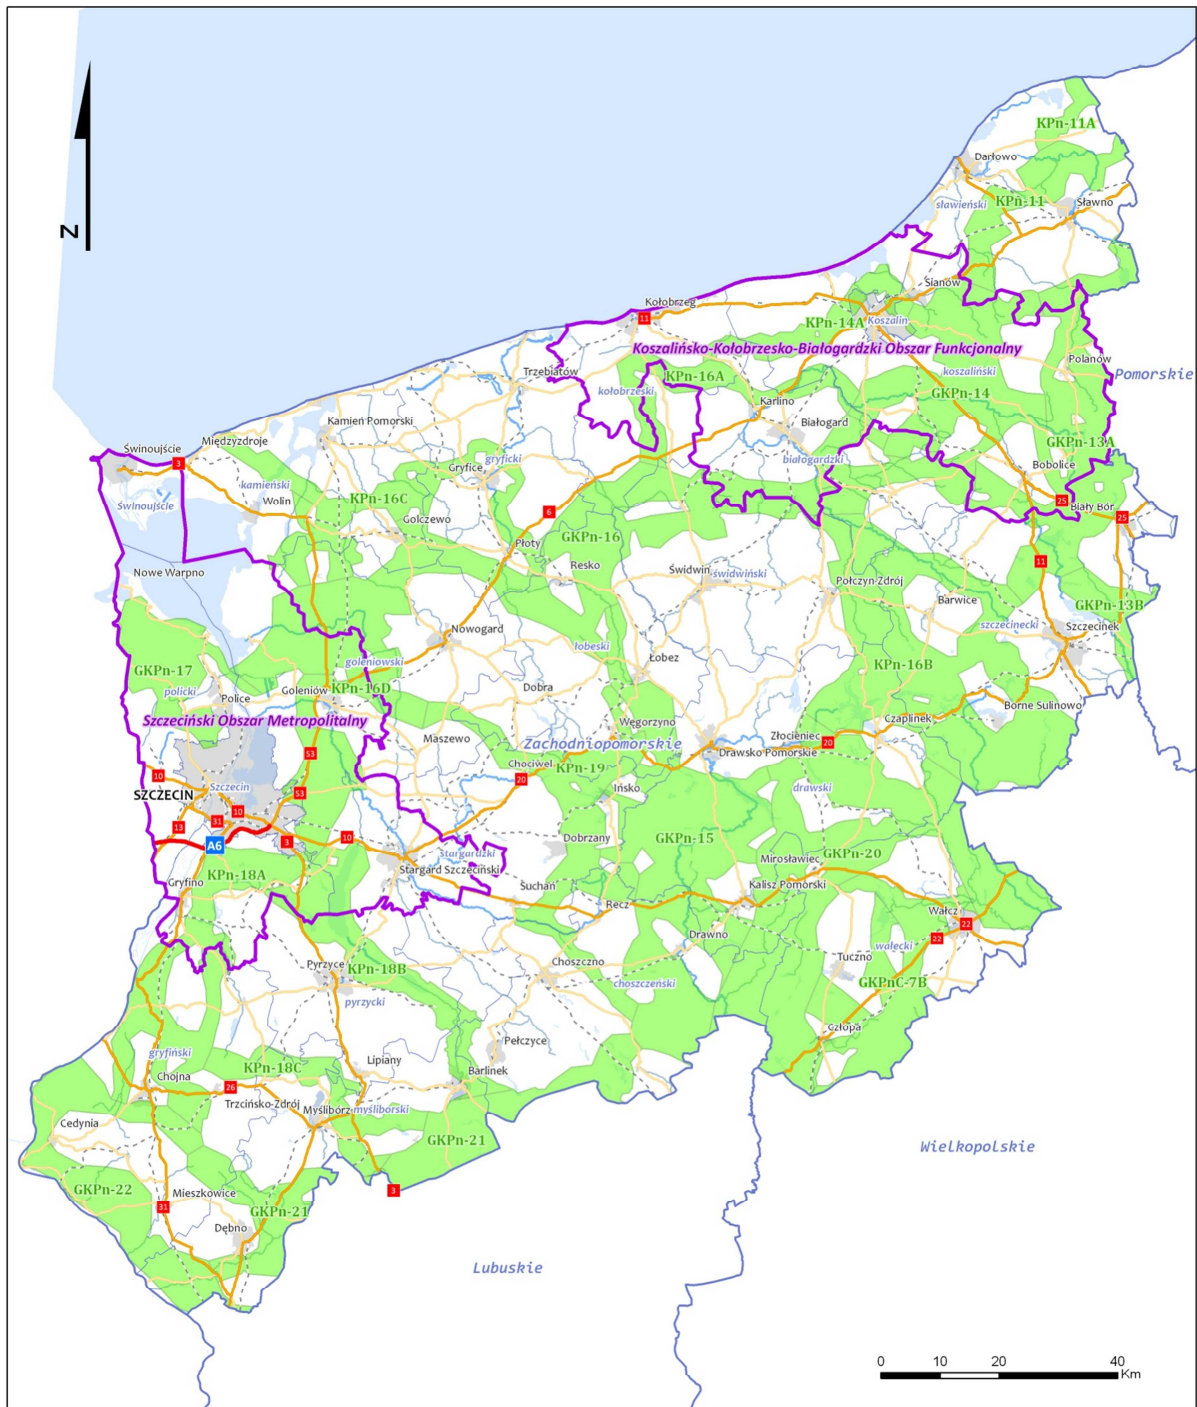 KPn-11A
Darłowo
sławieński
KPn-11
Sławno
N
Sianów
Kołobrzeg
11
KPn-14A
Koszalin
Koszalińsko-Kołobrzesko-Białogardzki Obszar Funkcjonalny
Polanów
Pomorskie
Trzebiatów
kołobrzeski
KPn-16A
koszaliński
GKPn-14
Karlino
Kamień Pomorski
Białogard
Międzyzdroje
Świnoujście
3
gryficki
Gryfice
białogardzki
GKPn-13A
Bobolice
kamieński
Wolin
KPn-16C
Świnoujście
Golczewo
6
25
Biały Bór
25
GKPn-16
Płoty
11
Nowe Warpno
Resko
Świdwin
świdwiński
Połczyn-Zdrój
Barwice
GKPn-13B
szczecinecki
Szczecinek
Nowogard
łobeski
goleniowski
Łobez
GKPn-17
KPn-16B
policki
Goleniów
KPn-16D
Dobra
Police
Borne Sulinowo
Szczeciński Obszar Metropolitalny
Węgorzyno
Czaplinek
Maszewo
Zachodniopomorskie
Złocieniec
20
Drawsko Pomorskie
S3
Chociwel
KPn-19
10
20
Szczecin
Ińsko
drawski
SZCZECIN
S3
10
31
13
Dobrzany
GKPn-15
A6
3
10
Stargardzki
Mirosławiec
GKPn-20
Stargard Szczeciński
KPn-18A
Gryfino
Suchań
Kalisz Pomorski
Recz
Wałcz
22
Drawno
22
wałecki
Pyrzyce
KPn-18B
Choszczno
Tuczno
choszczeński
GKPnC-7B
pyrzycki
Człopa
Pełczyce
gryfiński
Lipiany
KPn-18C
Barlinek
Chojna
26
Trzcińsko-Zdrój
Myślibórz
myśliborski
Cedynia
GKPn-21
Wielkopolskie
GKPn-22
Mieszkowice
3
31
GKPn-21
Dębno
Lubuskie
0 10 20 40
Km